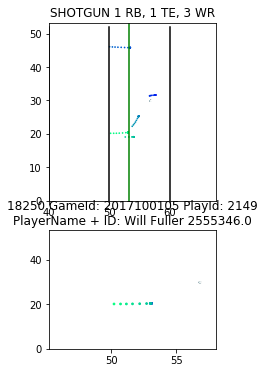 SHOTGUN 1 RB, 1 TE, 3 WR
50
40
30
20
10
0
40 50 60
18250 GameId: 2017100105 PlayId: 2149
PlayerName + ID: Will Fuller 2555346.0
40
20
0
50 55